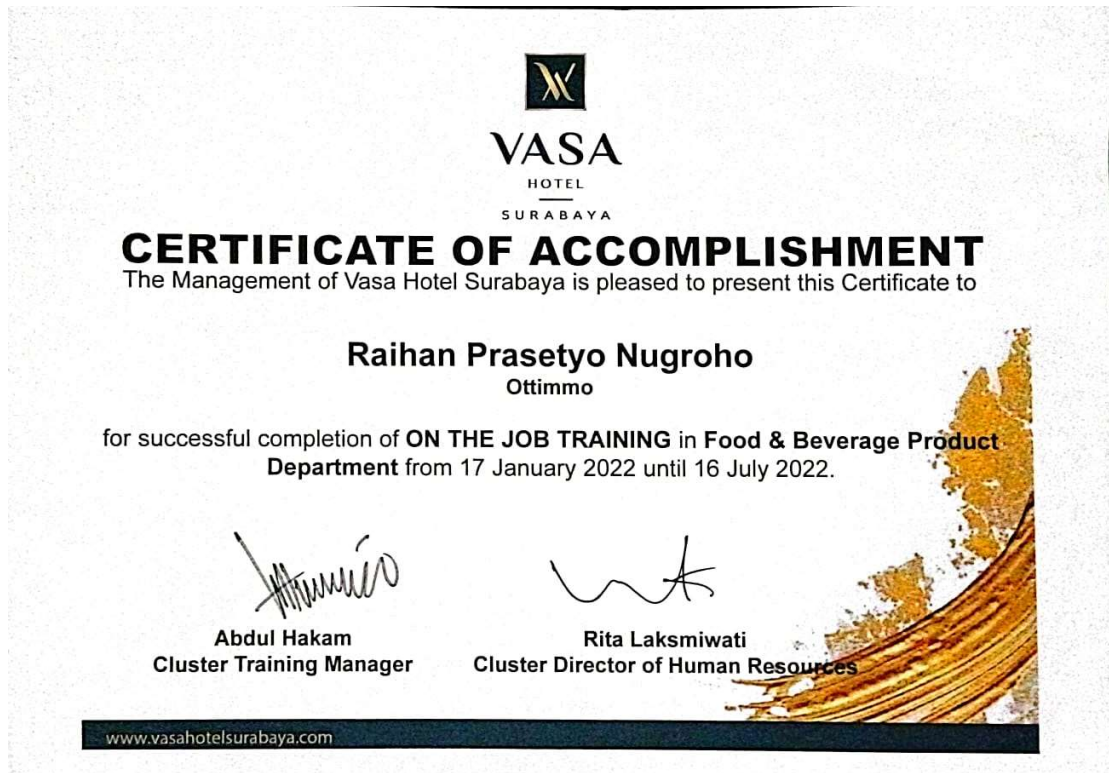 VASA
HOTEL
SURABAYA
CERTIFICATE OF ACCOMPLISHMENT
The Management of Vasa Hotel Surabaya is pleased to present this Certificate to
Raihan Prasetyo Nugroho
Ottimmo
for successful completion of ON THE JOB TRAINING in Food & Beverage Product
Department from 17 January 2022 until 16 July 2022.
Abdul Hakam
Cluster Training Manager
Rita Laksmiwati
Cluster Director of Human Resources
www.vasahotelsurabaya.com